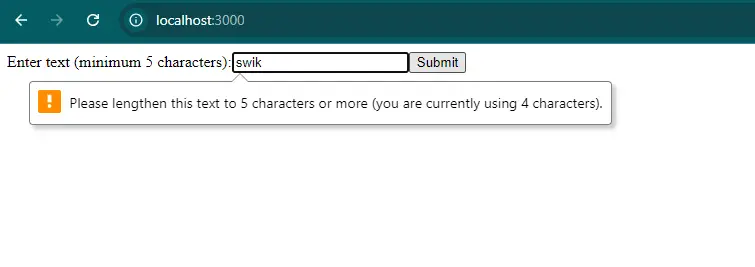 localhost:3000
Enter text (minimum 5 characters): swik Submit
Please lengthen this text to 5 characters or more (you are currently using 4 characters).